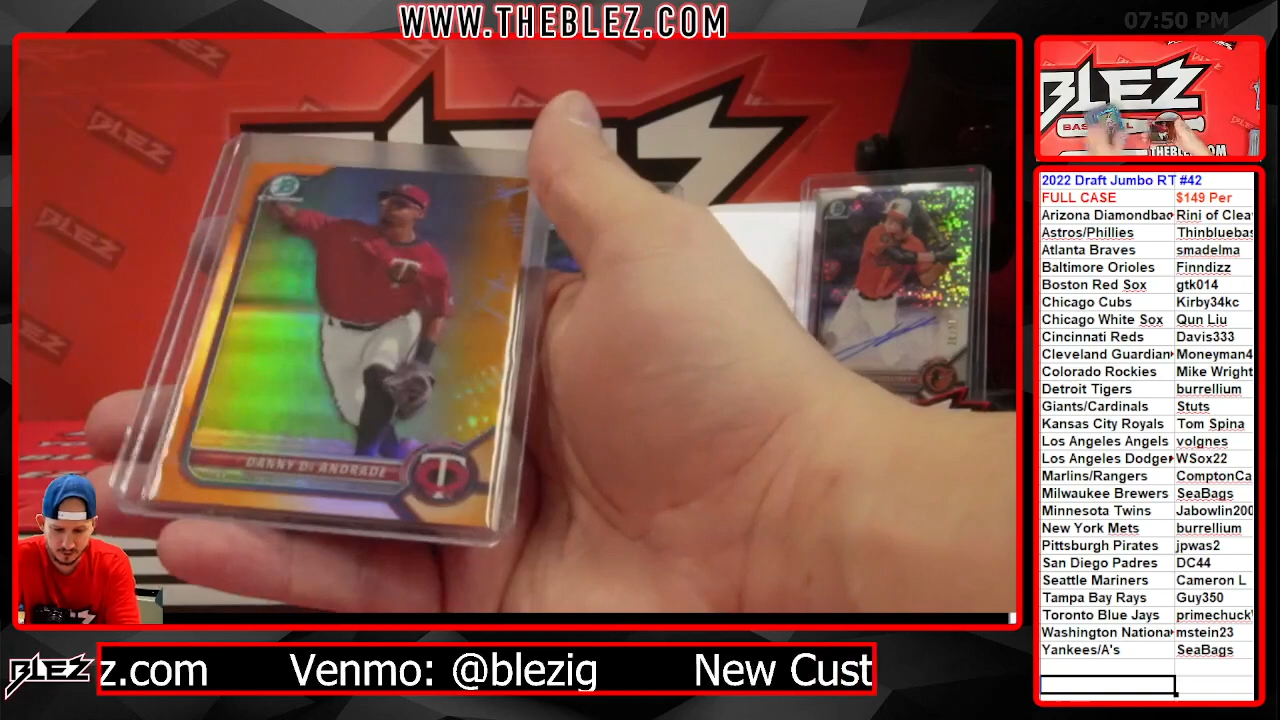 WWW.THEBLEZ.COM
07:50 PM
BLEZ
BLEZ
THEBLEZ.COM
DANNY De ANDRADE
T
2022 Draft Jumbo RT #42
FULL CASE $149 Per
Arizona Diamondba Rini of Clea
Astros/Phillies Thinbluebas
Atlanta Braves smadelma
Baltimore Orioles Finndizz
Boston Red Sox gtk014
Chicago Cubs Kirby34kc
Chicago White Sox Qun Liu
Cincinnati Reds Davis333
Cleveland Guardian Moneyman4
Colorado Rockies Mike Wright
Detroit Tigers burrellium
Giants/Cardinals Stuts
Kansas City Royals Tom Spina
Los Angeles Angels volgnes
Los Angeles Dodge WSox22
Marlins/Rangers ComptonCa
Milwaukee Brewers SeaBags
Minnesota Twins Jabowlin200
New York Mets burrellium
Pittsburgh Pirates jpwas2
San Diego Padres DC44
Seattle Mariners Cameron L
Tampa Bay Rays Guy350
Toronto Blue Jays primechuck
Washington Nationa mstein23
Yankees/A's SeaBags
BLEZ z.com Venmo: @blezig New Cust